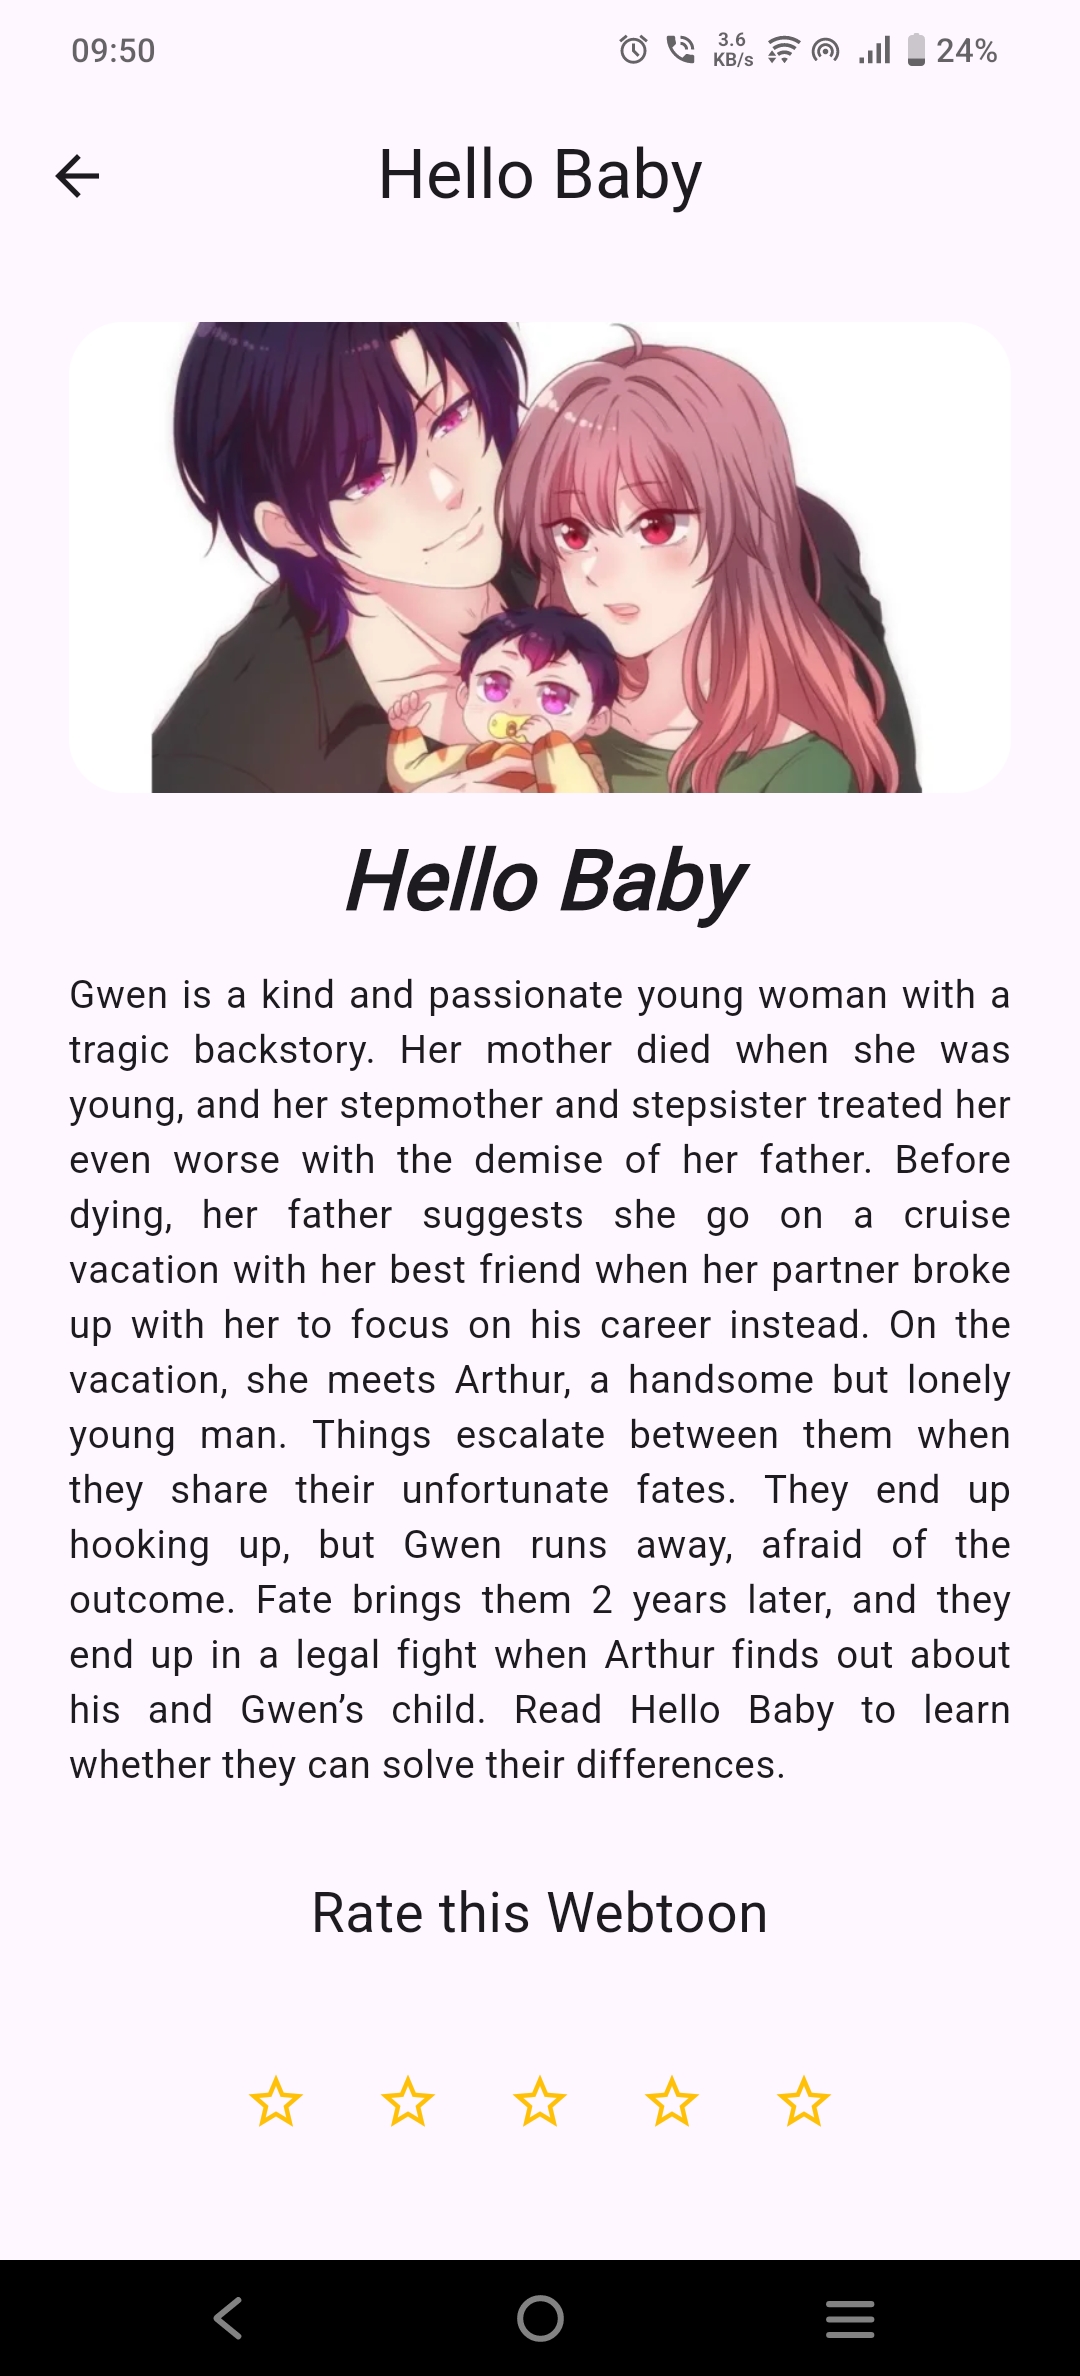 09:50
3.6
KB/s
24%
Hello Baby
Hello Baby
Gwen is a kind and passionate young woman with a
tragic backstory. Her mother died when she was
young, and her stepmother and stepsister treated her
even worse with the demise of her father. Before
dying, her father suggests she go on a cruise
vacation with her best friend when her partner broke
up with her to focus on his career instead. On the
vacation, she meets Arthur, a handsome but lonely
young man. Things escalate between them when
they share their unfortunate fates. They end up
hooking up, but Gwen runs away, afraid of the
outcome. Fate brings them 2 years later, and they
end up in a legal fight when Arthur finds out about
his and Gwen’s child. Read Hello Baby to learn
whether they can solve their differences.
Rate this Webtoon